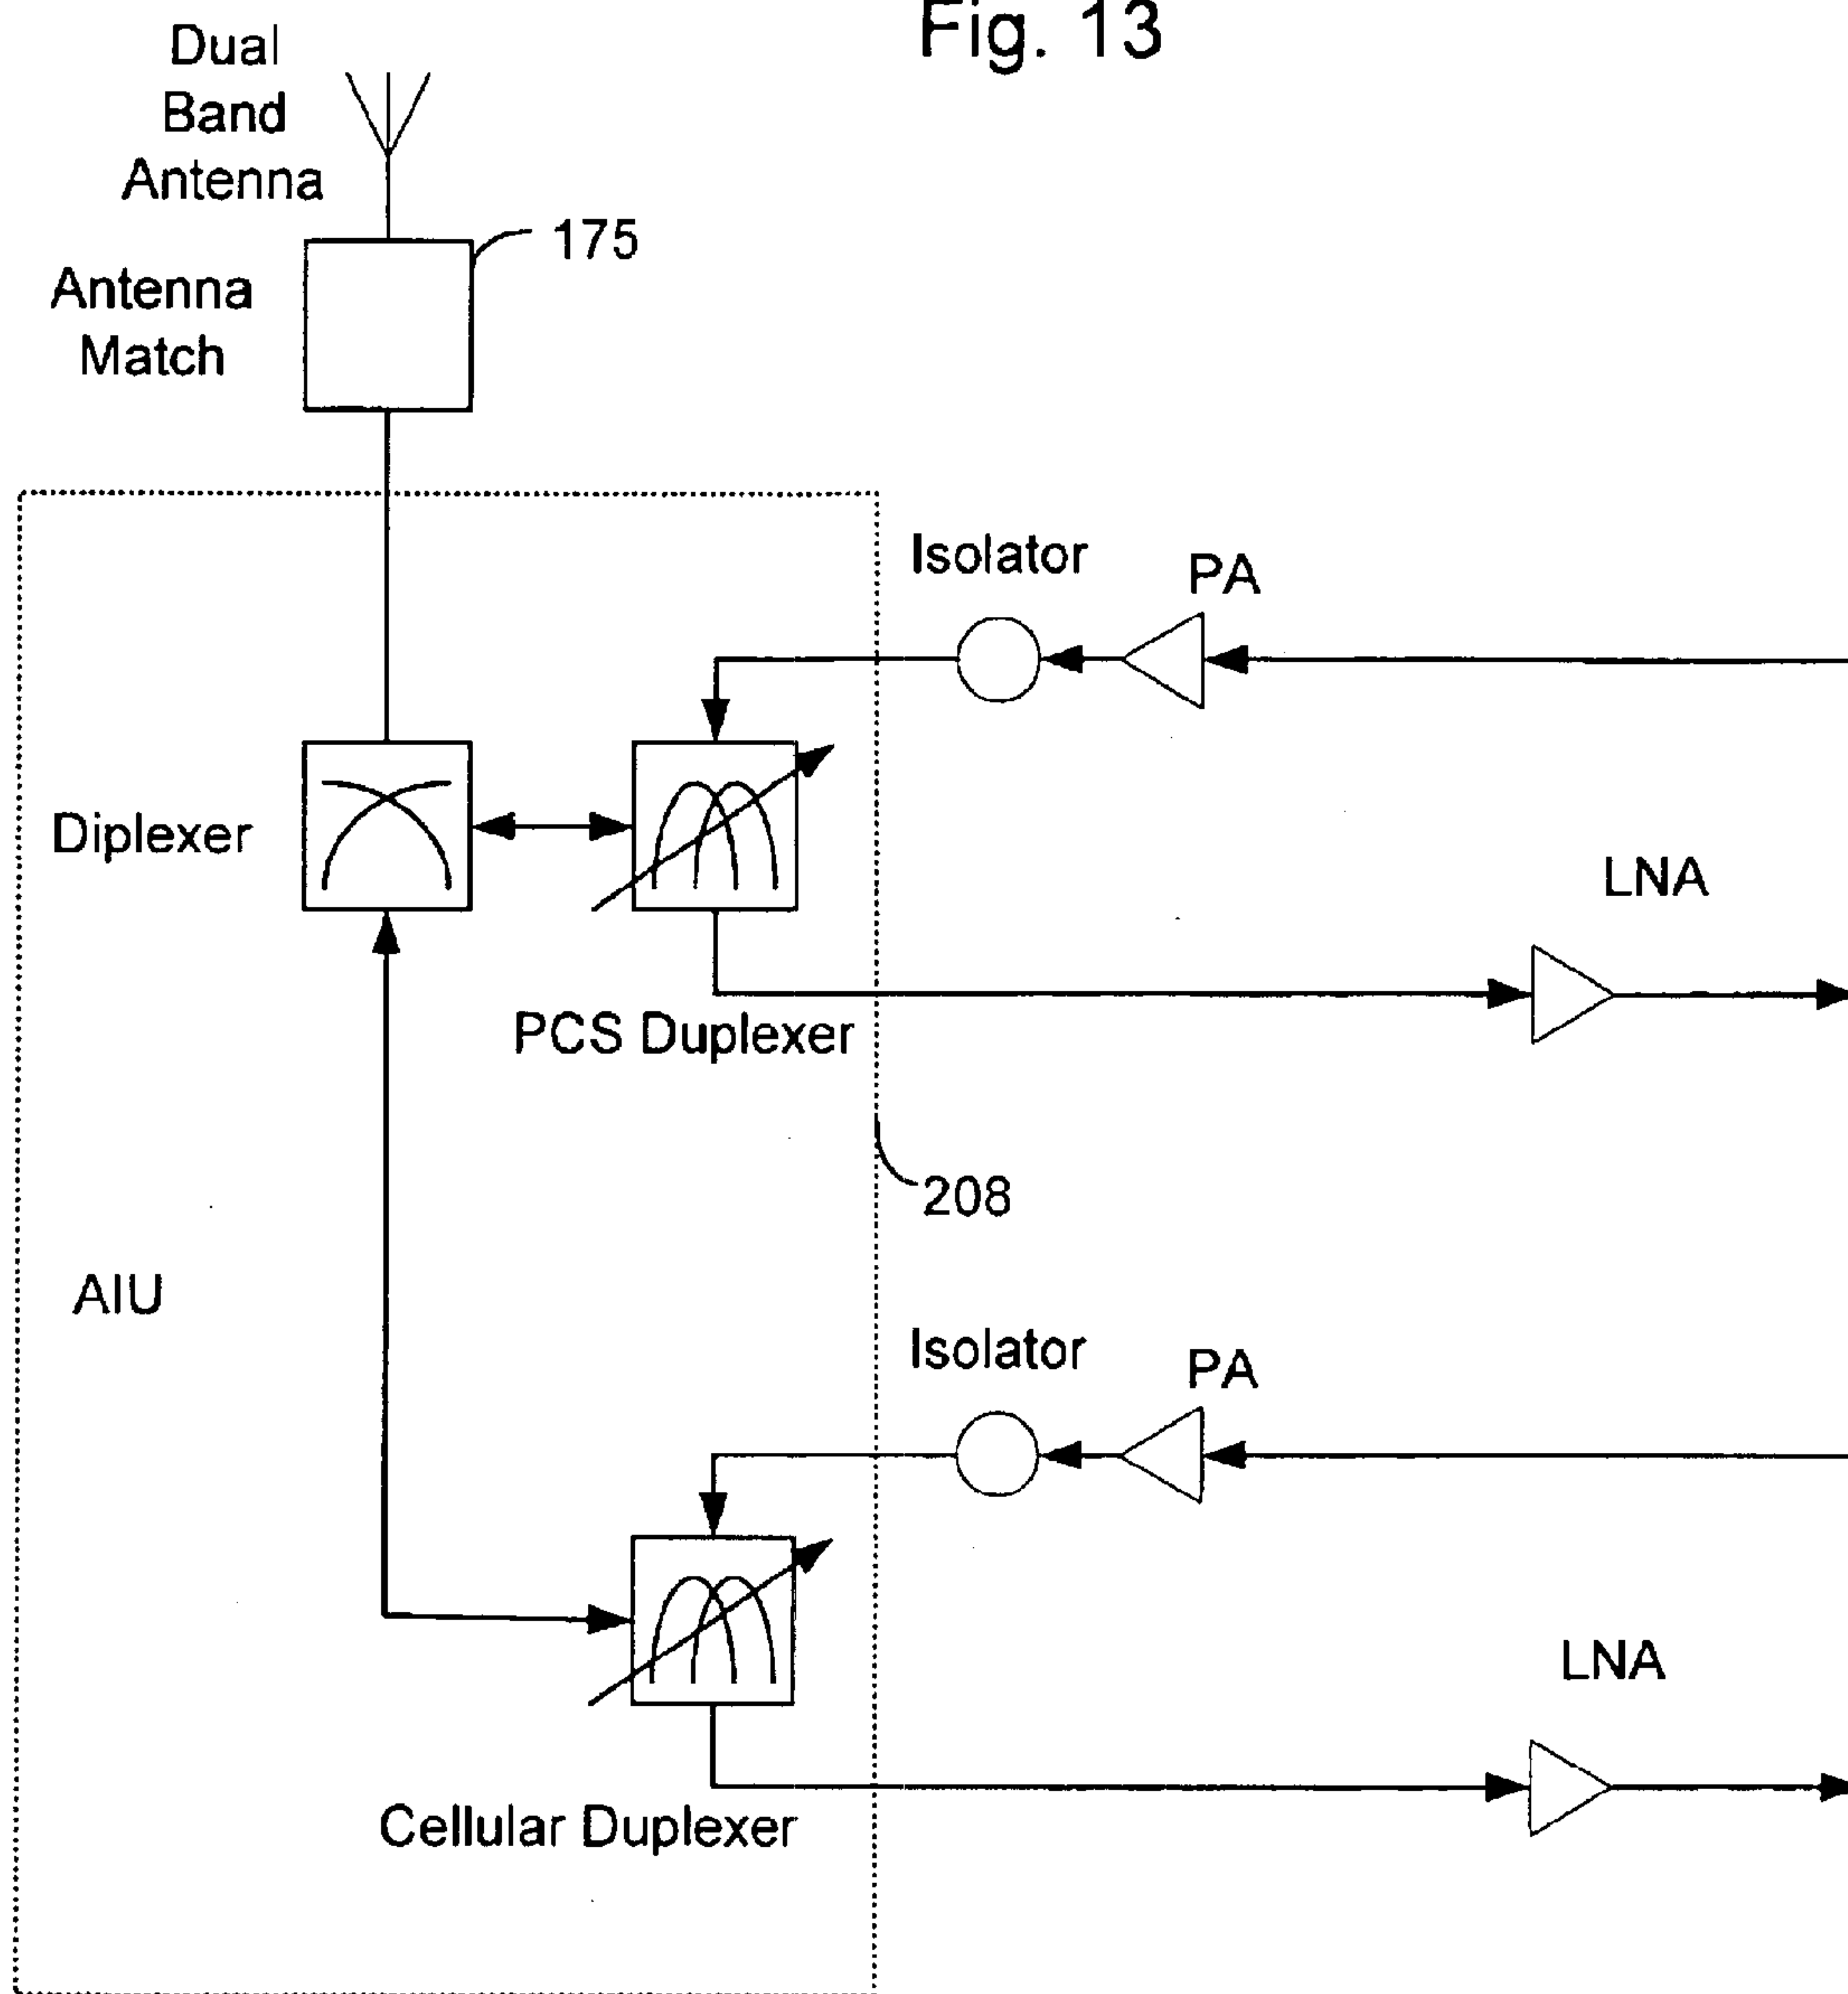 Fig. 13
Dual
Band
Antenna
175
Antenna
Match
Isolator
PA
Diplexer
LNA
PCS Duplexer
208
AIU
Isolator
PA
LNA
Cellular Duplexer